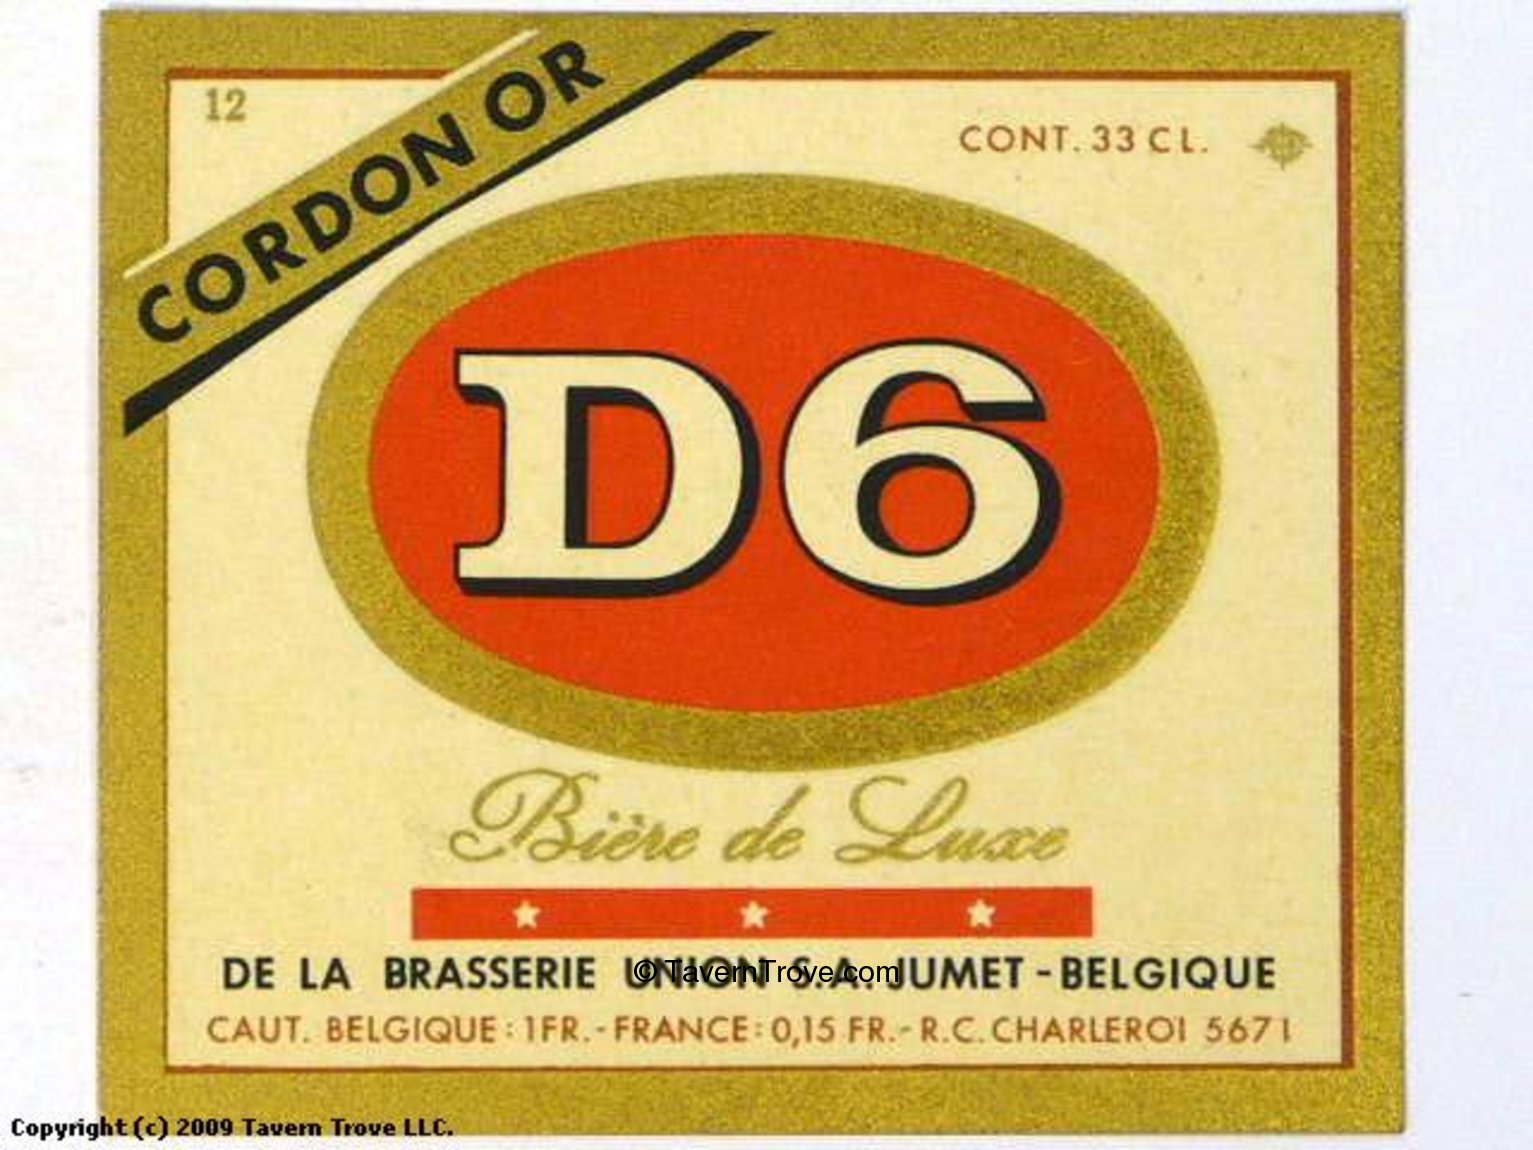 12
CORDON OR
CONT. 33 CL.
D6
Bière de Luxe
DE LA BRASSERIE UNION S.A. JUMET - BELGIQUE
© TavernTrove.com
CAUT. BELGIQUE : 1FR. - FRANCE : 0,15 FR. - R.C. CHARLEROI 5671
Copyright (c) 2009 Tavern Trove LLC.